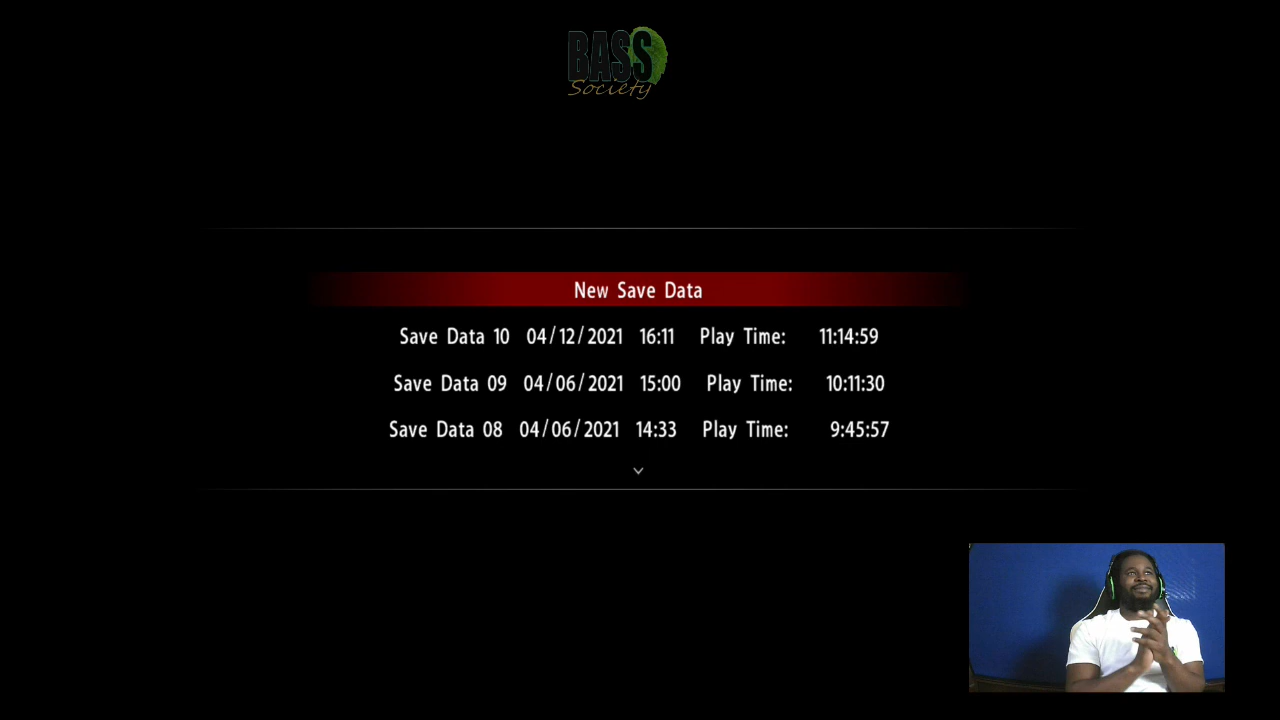 BASS
Society
New Save Data
Save Data 10 04/12/2021 16:11 Play Time: 11:14:59
Save Data 09 04/06/2021 15:00 Play Time: 10:11:30
Save Data 08 04/06/2021 14:33 Play Time: 9:45:57